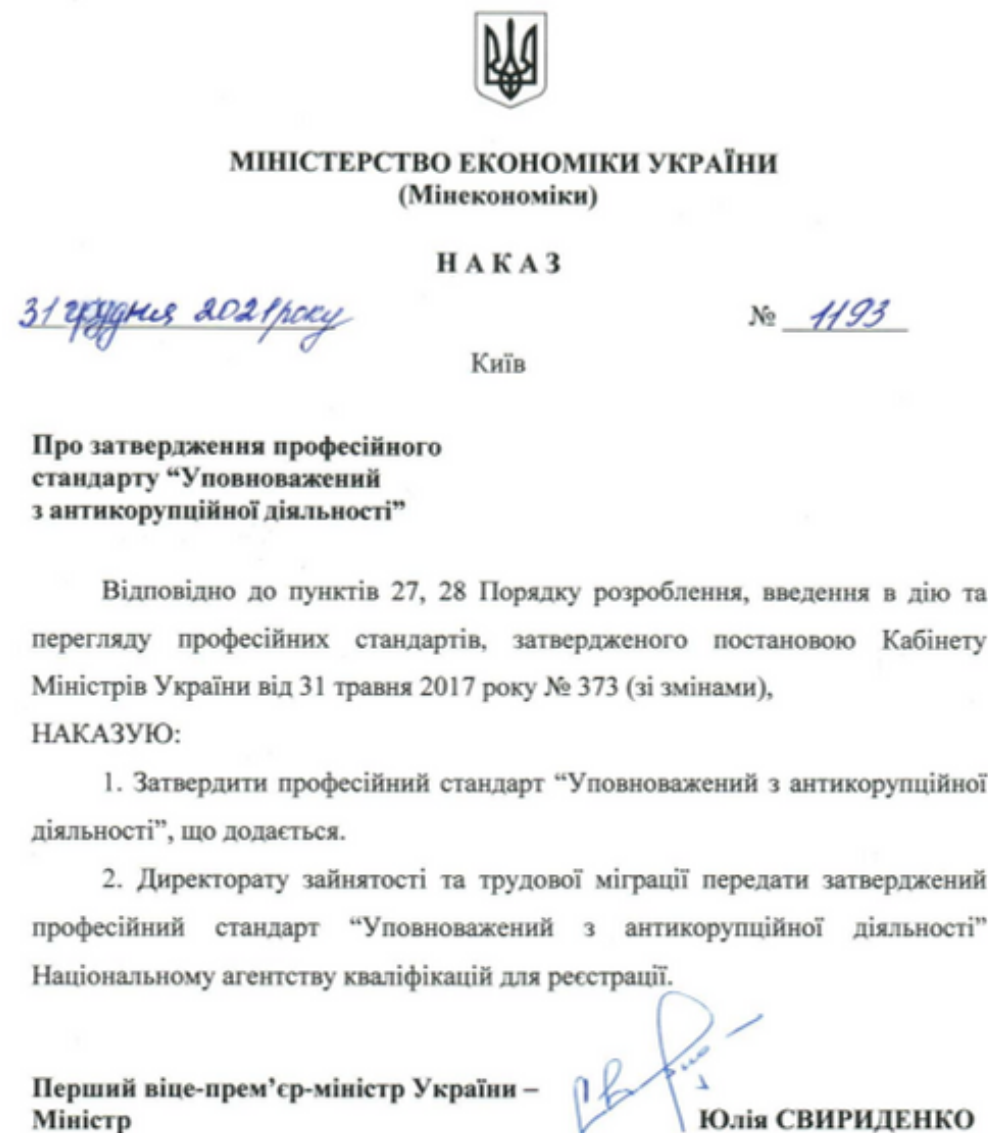 МІНІСТЕРСТВО ЕКОНОМІКИ УКРАЇНИ
(Мінекономіки)
НАКАЗ
31 грудня 2021 року № 1193
Київ
Про затвердження професійного
стандарту “Уповноважений
з антикорупційної діяльності”
Відповідно до пунктів 27, 28 Порядку розроблення, введення в дію та
перегляду професійних стандартів, затвердженого постановою Кабінету
Міністрів України від 31 травня 2017 року № 373 (зі змінами),
НАКАЗУЮ:
1. Затвердити професійний стандарт “Уповноважений з антикорупційної
діяльності”, що додається.
2. Директорату зайнятості та трудової міграції передати затверджений
професійний стандарт “Уповноважений з антикорупційної діяльності”
Національному агентству кваліфікацій для реєстрації.
Перший віце-прем’єр-міністр України –
Міністр Юлія СВИРИДЕНКО